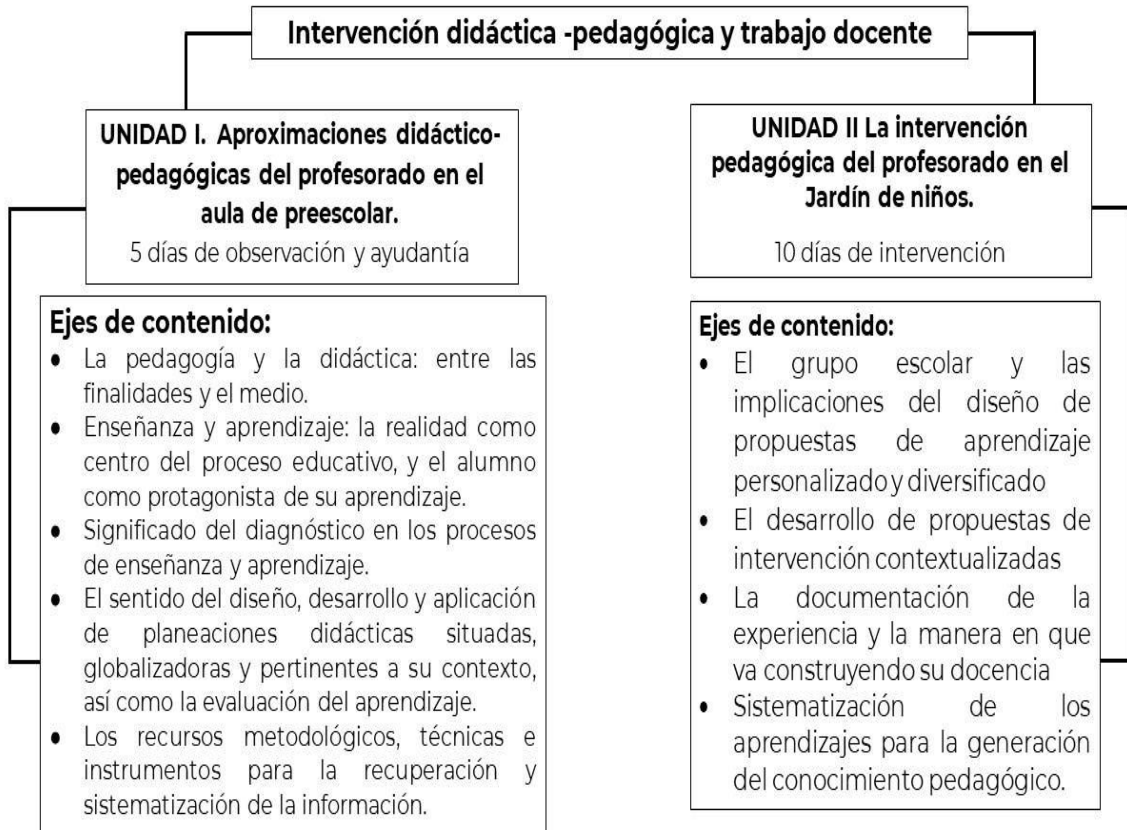 Intervención didáctica -pedagógica y trabajo docente
UNIDAD I. Aproximaciones didáctico-
pedagógicas del profesorado en el
aula de preescolar.
5 días de observación y ayudantía
Ejes de contenido:
● La pedagogía y la didáctica: entre las
finalidades y el medio.
● Enseñanza y aprendizaje: la realidad como
centro del proceso educativo, y el alumno
como protagonista de su aprendizaje.
● Significado del diagnóstico en los procesos
de enseñanza y aprendizaje.
● El sentido del diseño, desarrollo y aplicación
de planeaciones didácticas situadas,
globalizadoras y pertinentes a su contexto,
así como la evaluación del aprendizaje.
● Los recursos metodológicos, técnicas e
instrumentos para la recuperación y
sistematización de la información.
UNIDAD II La intervención
pedagógica del profesorado en el
Jardín de niños.
10 días de intervención
Ejes de contenido:
• El grupo escolar y las
implicaciones del diseño de
propuestas de aprendizaje
personalizado y diversificado
• El desarrollo de propuestas de
intervención contextualizadas
• La documentación de la
experiencia y la manera en que
va construyendo su docencia
• Sistematización de los
aprendizajes para la generación
del conocimiento pedagógico.